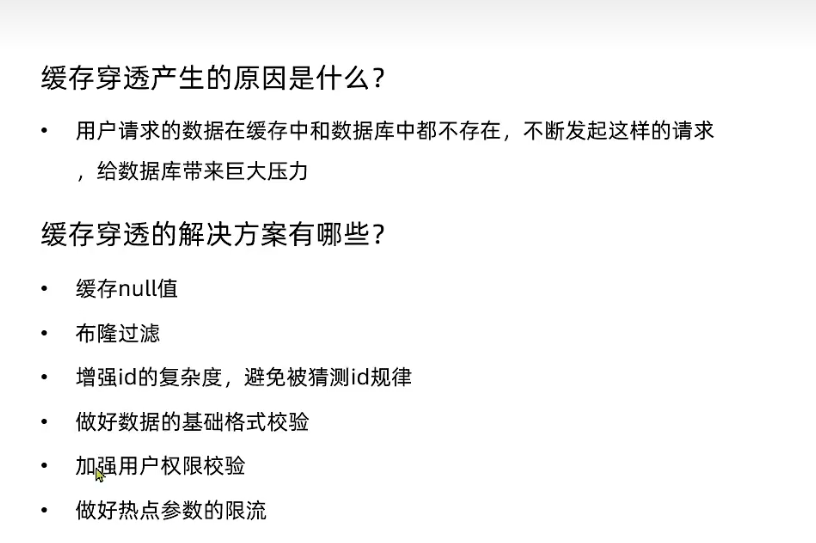 缓存穿透产生的原因是什么？
• 用户请求的数据在缓存中和数据库中都不存在，不断发起这样的请求
，给数据库带来巨大压力
缓存穿透的解决方案有哪些？
• 缓存null值
• 布隆过滤
• 增强id的复杂度，避免被猜测id规律
• 做好数据的基础格式校验
• 加强用户权限校验
• 做好热点参数的限流